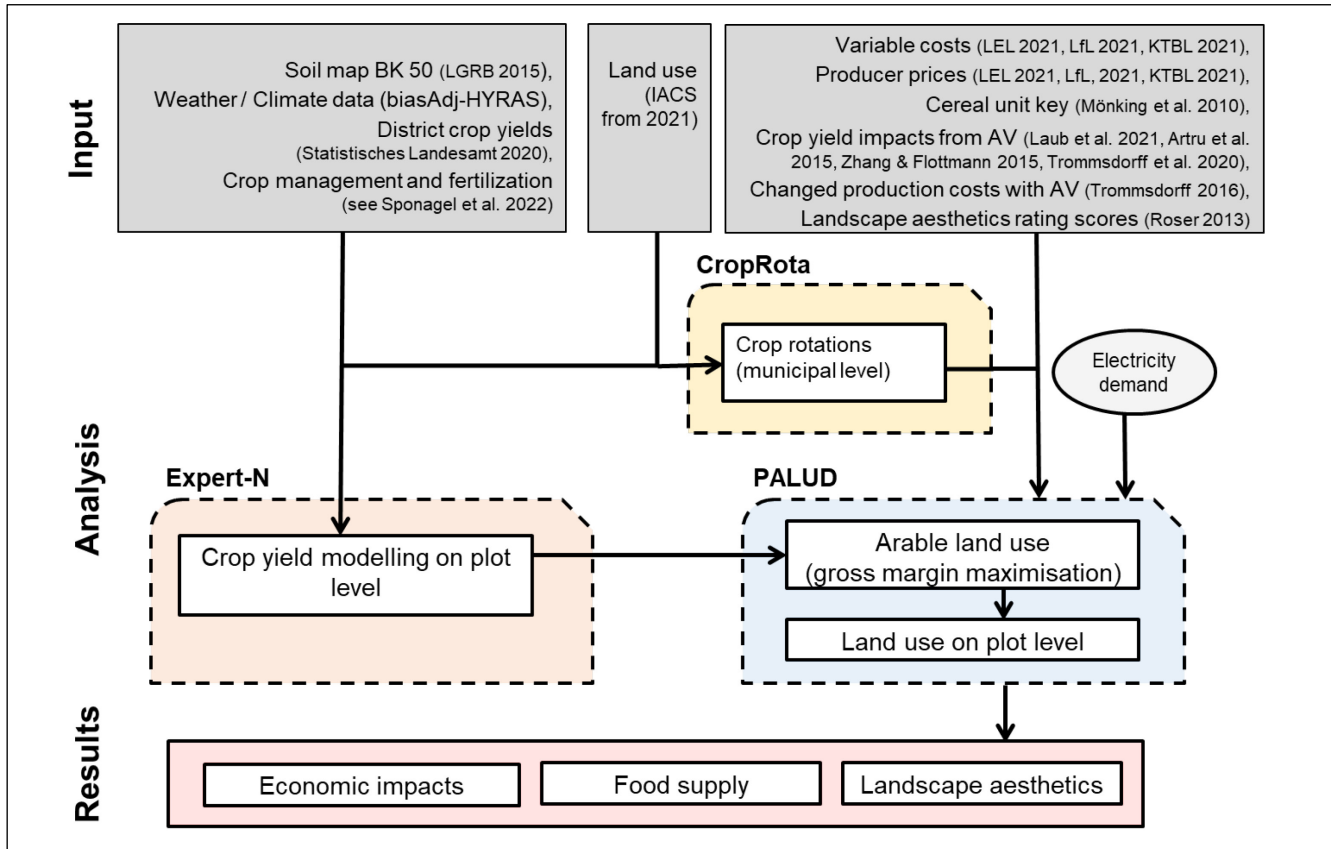 Input
Soil map BK 50 (LGRB 2015),
Weather / Climate data (biasAdj-HYRAS),
District crop yields
(Statistisches Landesamt 2020),
Crop management and fertilization
(see Sponagel et al. 2022)
Land use
(IACS
from 2021)
Variable costs (LEL 2021, LfL 2021, KTBL 2021),
Producer prices (LEL 2021, LfL, 2021, KTBL 2021),
Cereal unit key (Mönking et al. 2010),
Crop yield impacts from AV (Laub et al. 2021, Artru et al.
2015, Zhang & Flottmann 2015, Trommsdorff et al. 2020),
Changed production costs with AV (Trommsdorff 2016),
Landscape aesthetics rating scores (Roser 2013)
CropRota
Crop rotations
(municipal level)
Electricity
demand
Analysis
Expert-N
Crop yield modelling on plot
level
PALUD
Arable land use
(gross margin maximisation)
Land use on plot level
Results
Economic impacts
Food supply
Landscape aesthetics